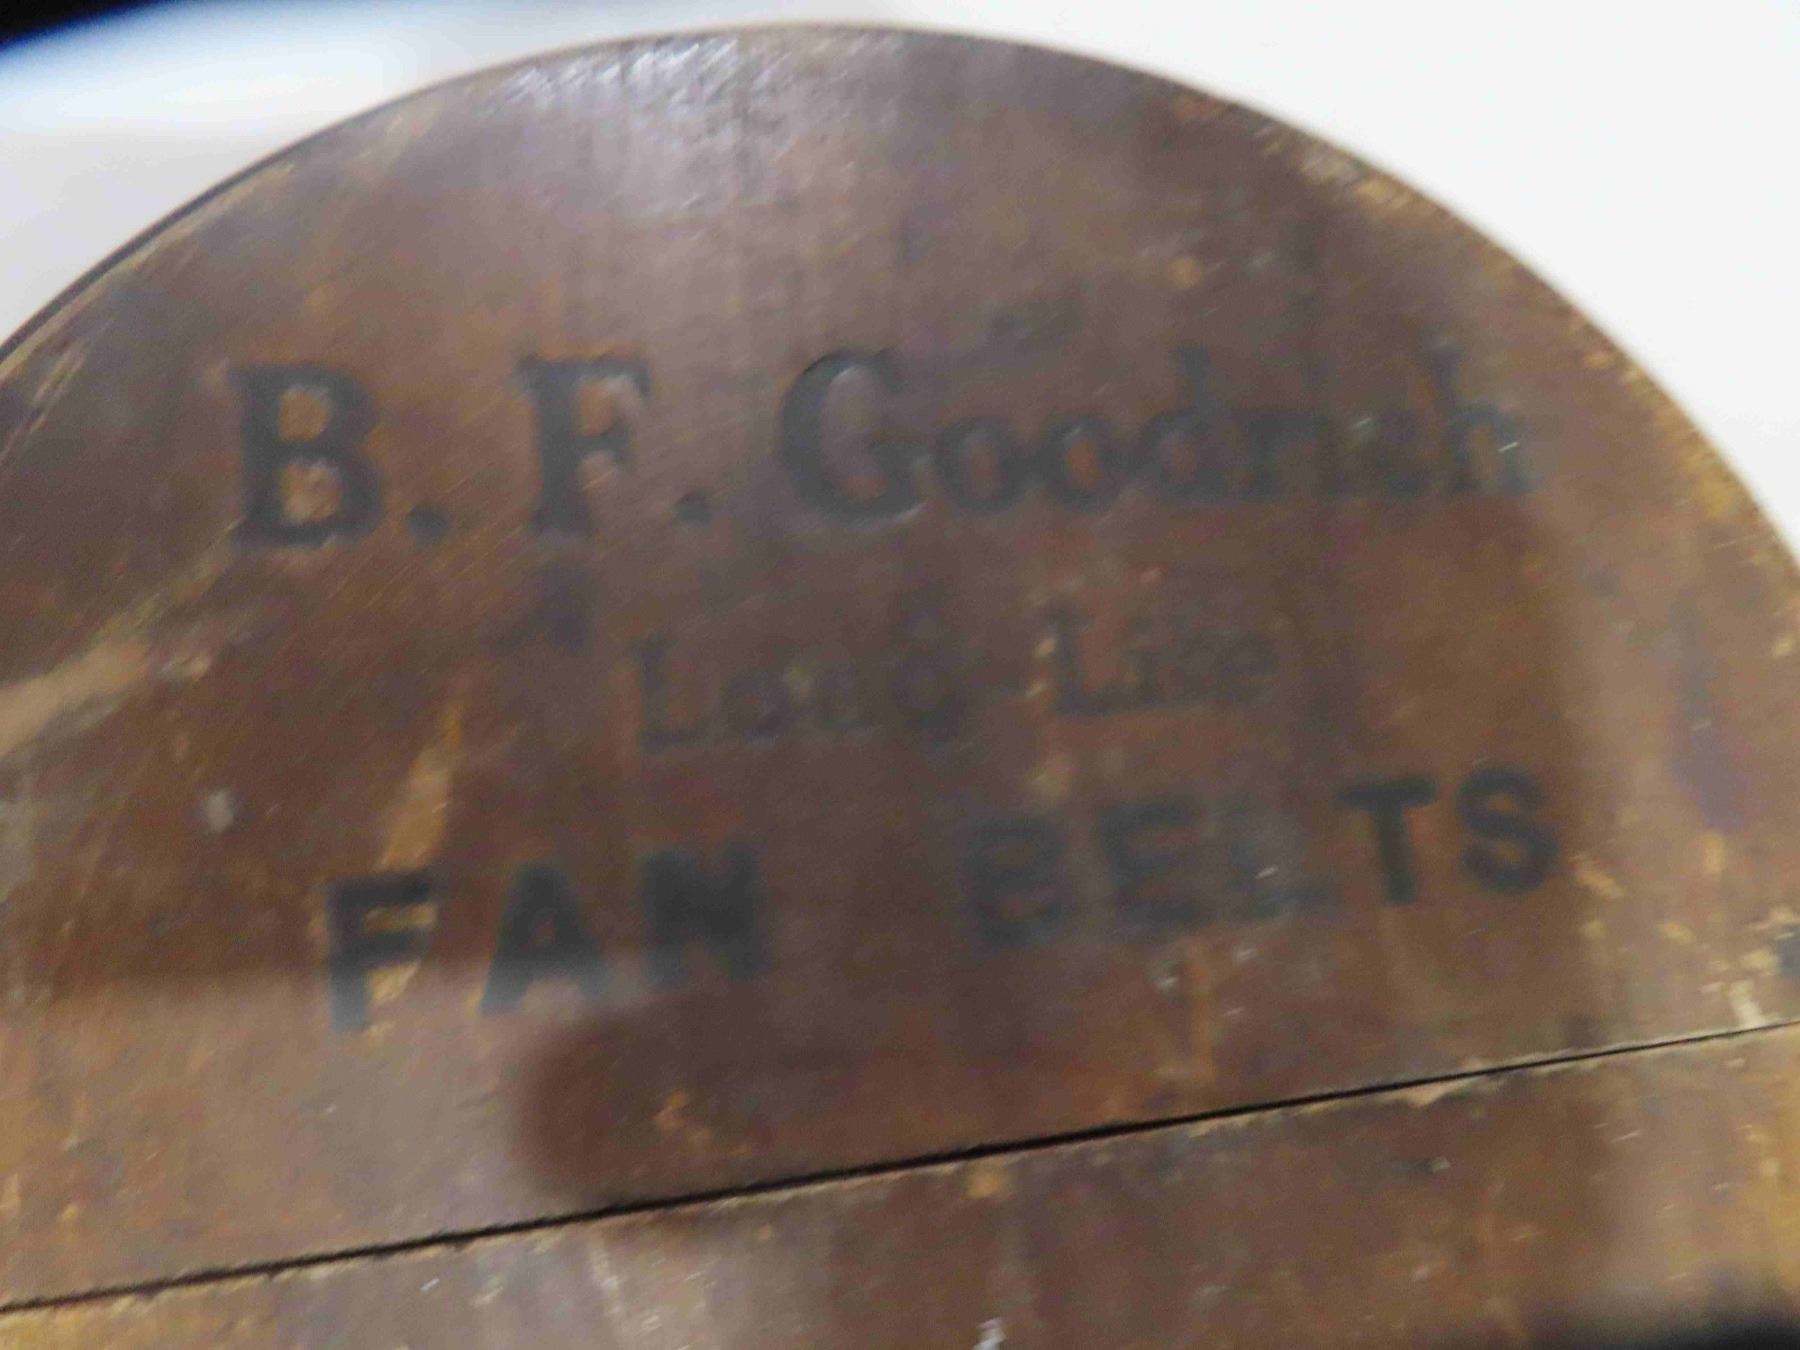 B. F. Goodrich
Long Life
FAN BELTS